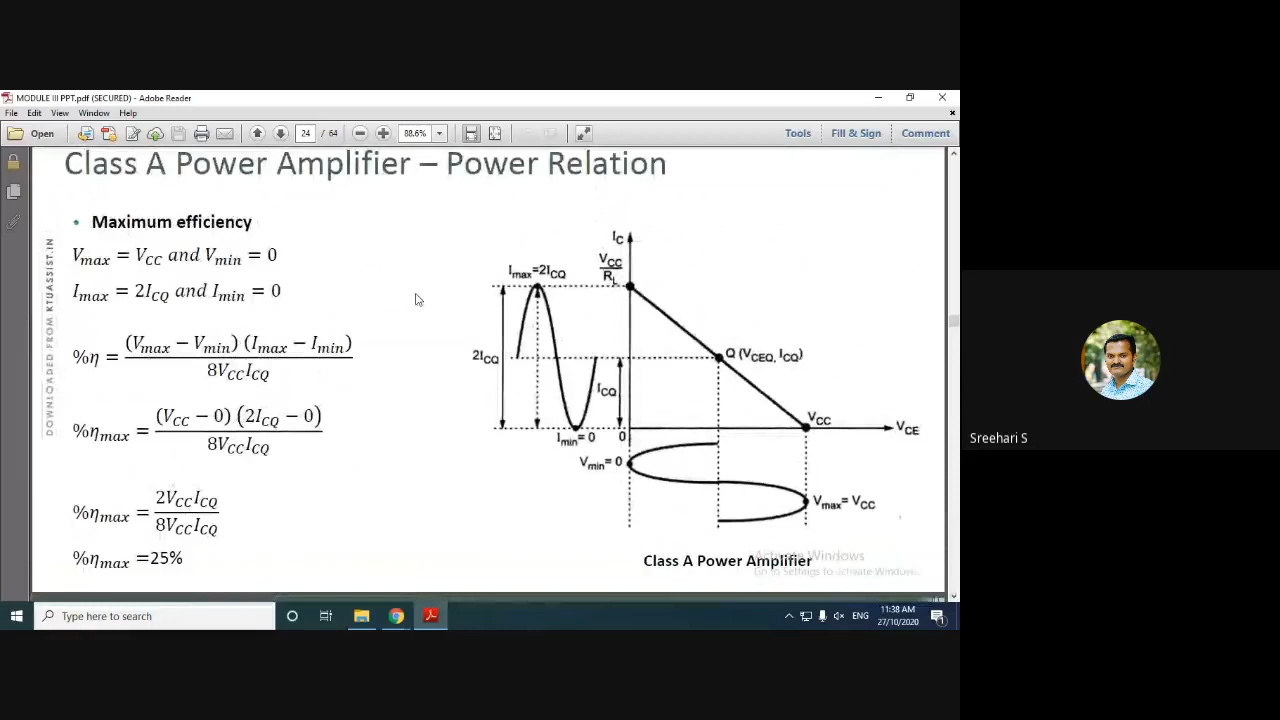 MODULE III PPT.pdf (SECURED) - Adobe Reader
File Edit View Window Help
Open 24 / 64 88.6% Tools Fill & Sign Comment
Class A Power Amplifier – Power Relation
DOWNLOADED FROM KTUASSIST.IN
• Maximum efficiency
V_max = V_CC and V_min = 0
I_max = 2I_CQ and I_min = 0
%η = (V_max − V_min) (I_max − I_min) / 8V_CC I_CQ
%η_max = (V_CC − 0) (2I_CQ − 0) / 8V_CC I_CQ
%η_max = 2V_CC I_CQ / 8V_CC I_CQ
%η_max =25%
I_C
V_CC / R_L
I_max=2I_CQ
2I_CQ
Q (V_CEQ, I_CQ)
I_CQ
V_CC
V_CE
I_min= 0
0
V_min= 0
V_max= V_CC
Class A Power Amplifier
Activate Windows
Go to Settings to activate Windows.
Sreehari S
Type here to search
ENG
11:38 AM
27/10/2020
1